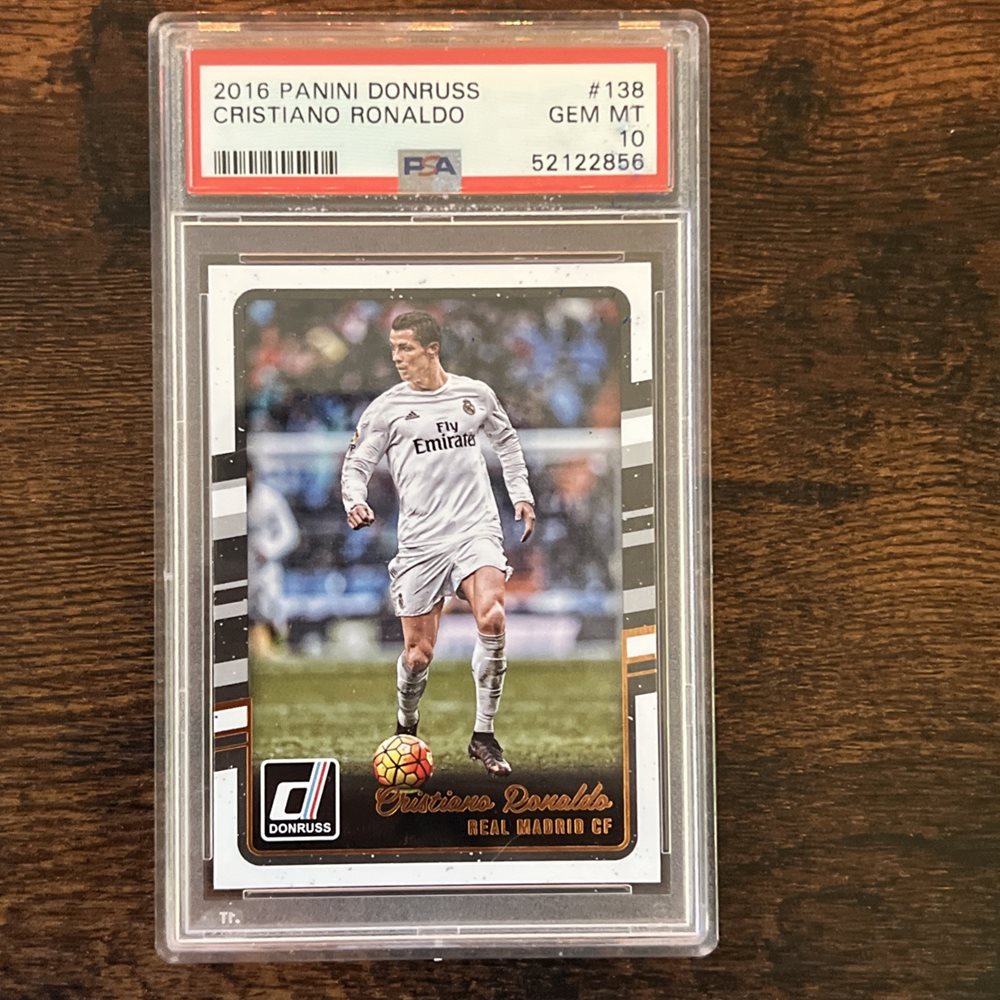 2016 PANINI DONRUSS #138
CRISTIANO RONALDO GEM MT
10
PSA 52122856
Fly
Emirates
DONRUSS
Cristiano Ronaldo
REAL MADRID CF